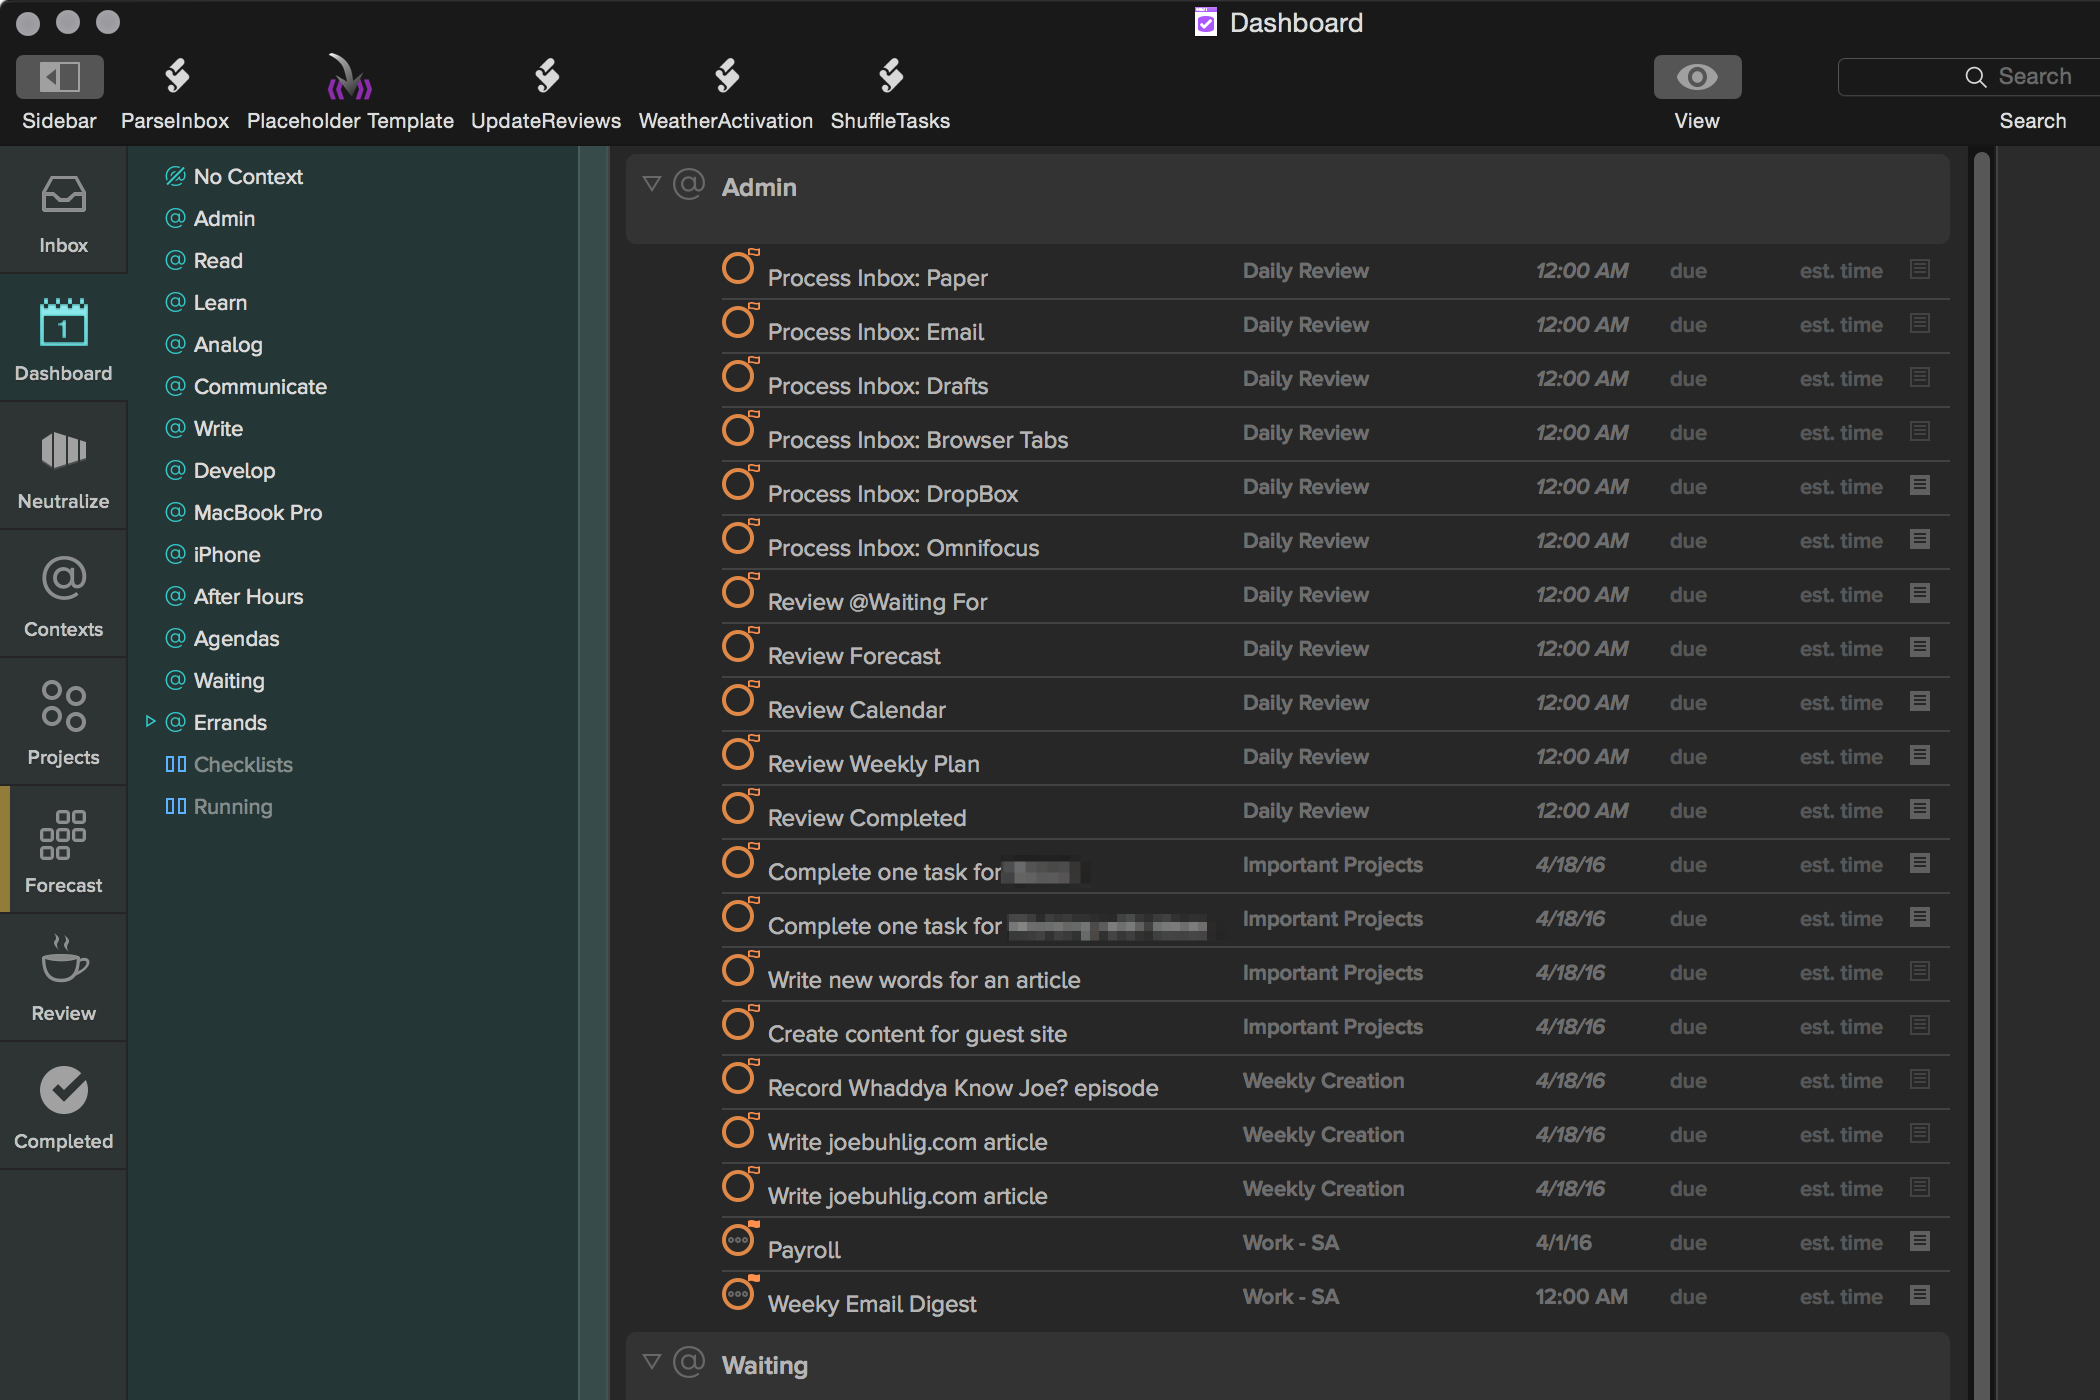 Dashboard
Sidebar ParseInbox Placeholder Template UpdateReviews WeatherActivation ShuffleTasks View Search
Search
Inbox
1
Dashboard
Neutralize
Contexts
Projects
Forecast
Review
Completed
No Context
@ Admin
@ Read
@ Learn
@ Analog
@ Communicate
@ Write
@ Develop
@ MacBook Pro
@ iPhone
@ After Hours
@ Agendas
@ Waiting
@ Errands
Checklists
Running
@ Admin
Process Inbox: Paper Daily Review 12:00 AM due est. time
Process Inbox: Email Daily Review 12:00 AM due est. time
Process Inbox: Drafts Daily Review 12:00 AM due est. time
Process Inbox: Browser Tabs Daily Review 12:00 AM due est. time
Process Inbox: DropBox Daily Review 12:00 AM due est. time
Process Inbox: Omnifocus Daily Review 12:00 AM due est. time
Review @Waiting For Daily Review 12:00 AM due est. time
Review Forecast Daily Review 12:00 AM due est. time
Review Calendar Daily Review 12:00 AM due est. time
Review Weekly Plan Daily Review 12:00 AM due est. time
Review Completed Daily Review 12:00 AM due est. time
Complete one task for Important Projects 4/18/16 due est. time
Complete one task for Important Projects 4/18/16 due est. time
Write new words for an article Important Projects 4/18/16 due est. time
Create content for guest site Important Projects 4/18/16 due est. time
Record Whaddya Know Joe? episode Weekly Creation 4/18/16 due est. time
Write joebuhlig.com article Weekly Creation 4/18/16 due est. time
Write joebuhlig.com article Weekly Creation 4/18/16 due est. time
Payroll Work - SA 4/1/16 due est. time
Weeky Email Digest Work - SA 12:00 AM due est. time
@ Waiting